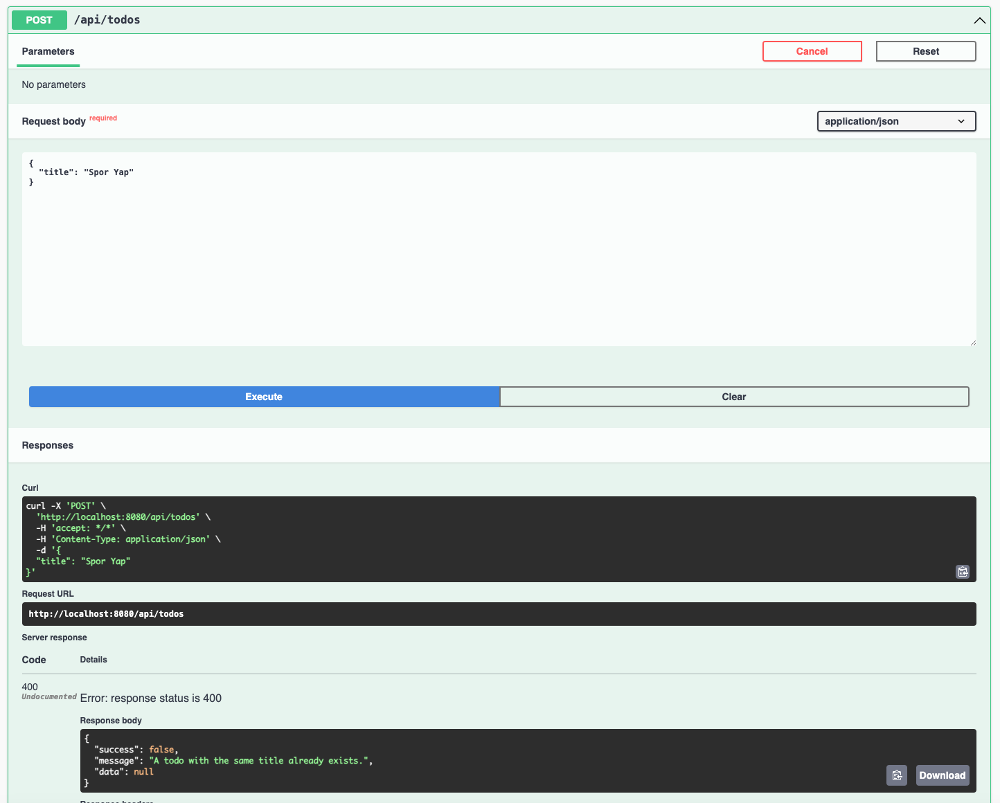 POST /api/todos
Parameters
Cancel
Reset
No parameters
Request body required
application/json
{
  "title": "Spor Yap"
}
Execute
Clear
Responses
Curl
curl -X 'POST' \
  'http://localhost:8080/api/todos' \
  -H 'accept: */*' \
  -H 'Content-Type: application/json' \
  -d '{
  "title": "Spor Yap"
}'
Request URL
http://localhost:8080/api/todos
Server response
Code Details
400
Undocumented
Error: response status is 400
Response body
{
  "success": false,
  "message": "A todo with the same title already exists.",
  "data": null
}
Download
Response headers